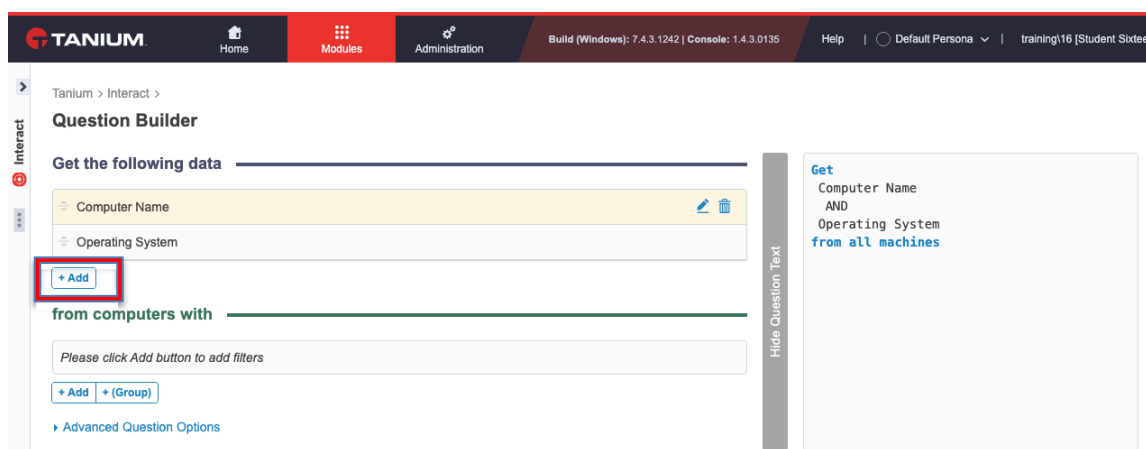 TANIUM
Home
Modules
Administration
Build (Windows): 7.4.3.1242 | Console: 1.4.3.0135
Help | Default Persona | training\16 [Student Sixtee
Interact
Tanium > Interact >
Question Builder
Get the following data
Computer Name
Operating System
+ Add
from computers with
Please click Add button to add filters
+ Add + (Group)
Advanced Question Options
Hide Question Text
Get
Computer Name
AND
Operating System
from all machines